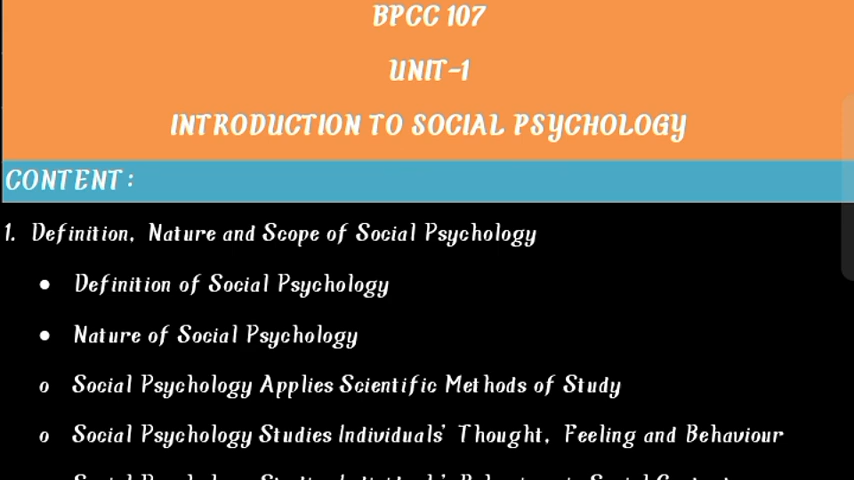 BPCC 107
UNIT-1
INTRODUCTION TO SOCIAL PSYCHOLOGY
CONTENT:
1. Definition, Nature and Scope of Social Psychology
● Definition of Social Psychology
● Nature of Social Psychology
o Social Psychology Applies Scientific Methods of Study
o Social Psychology Studies Individuals' Thought, Feeling and Behaviour